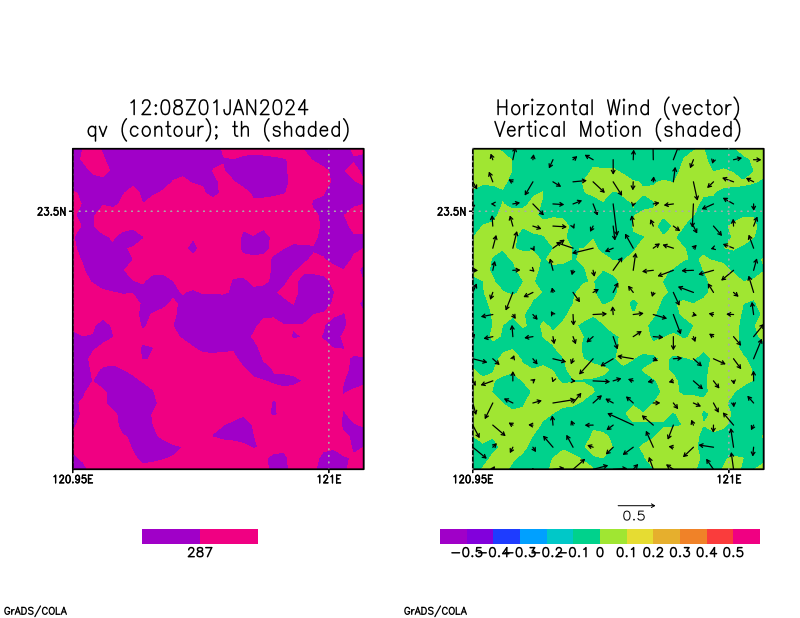 12:08Z01JAN2024
qv (contour); th (shaded)
23.5N
120.95E 121E
287
Horizontal Wind (vector)
Vertical Motion (shaded)
23.5N
120.95E 121E
0.5
-0.5 -0.4 -0.3 -0.2 -0.1 0 0.1 0.2 0.3 0.4 0.5
GrADS/COLA GrADS/COLA